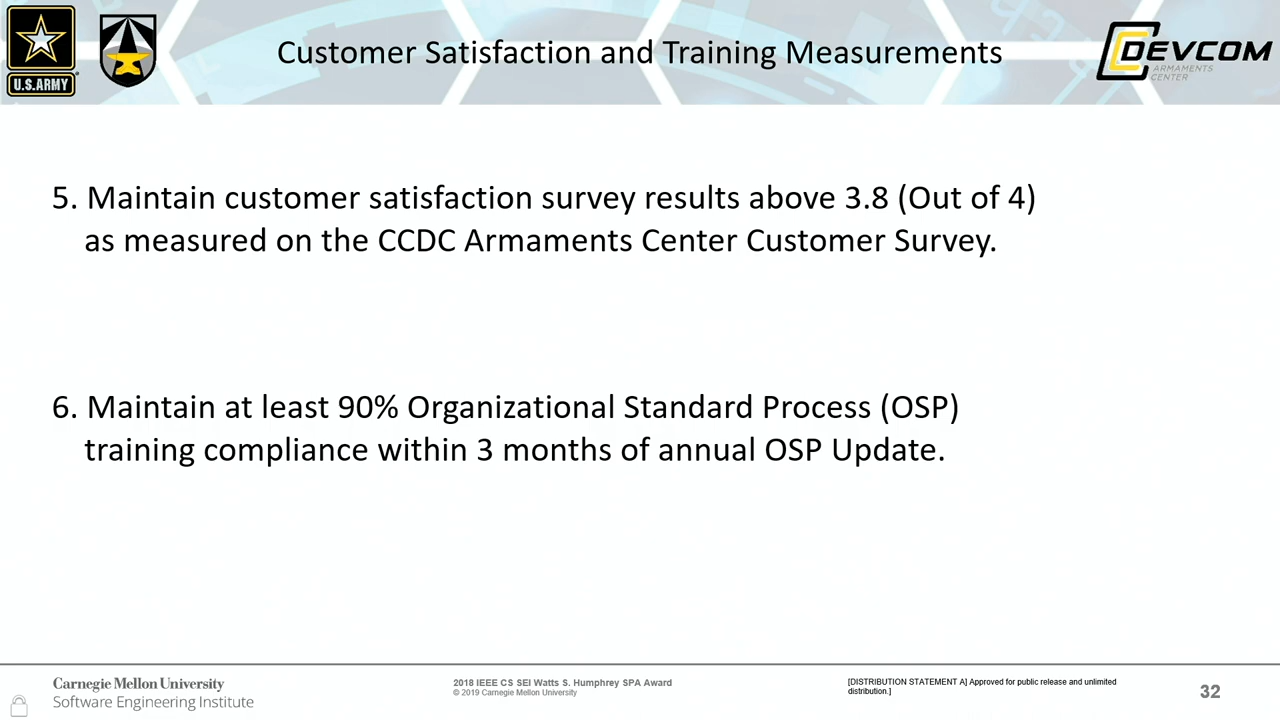 U.S.ARMY
Customer Satisfaction and Training Measurements
DEVCOM
ARMAMENTS
CENTER
5. Maintain customer satisfaction survey results above 3.8 (Out of 4)
as measured on the CCDC Armaments Center Customer Survey.
6. Maintain at least 90% Organizational Standard Process (OSP)
training compliance within 3 months of annual OSP Update.
Carnegie Mellon University
Software Engineering Institute
2018 IEEE CS SEI Watts S. Humphrey SPA Award
© 2019 Carnegie Mellon University
[DISTRIBUTION STATEMENT A] Approved for public release and unlimited
distribution.]
32